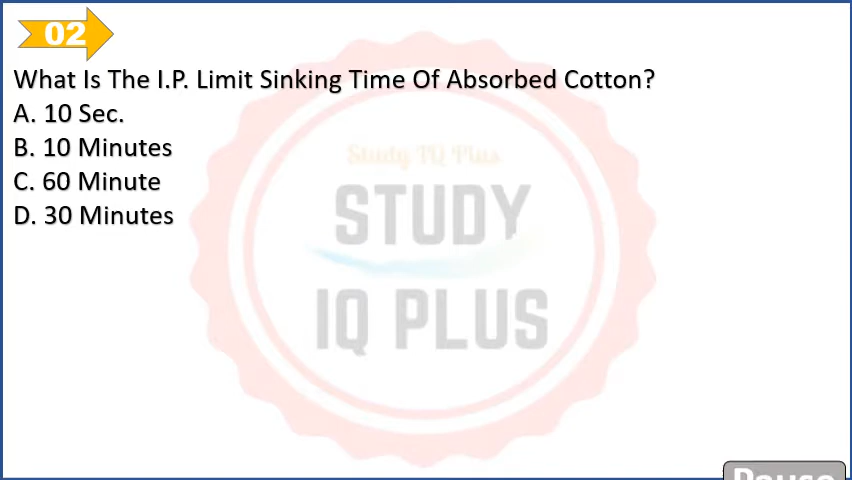 02
What Is The I.P. Limit Sinking Time Of Absorbed Cotton?
A. 10 Sec.
B. 10 Minutes
C. 60 Minute
D. 30 Minutes
Study IQ Plus
STUDY
IQ PLUS
Pause